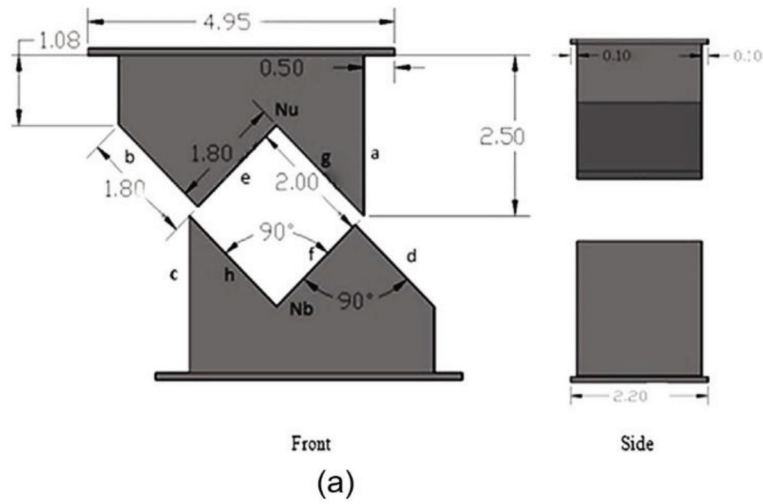 4.95
1.08
0.50
0.10
0.10
Nu
b
1.80
g
a
2.50
1.80
e
2.00
90°
c
f
d
h
90°
Nb
2.20
Front
Side
(a)